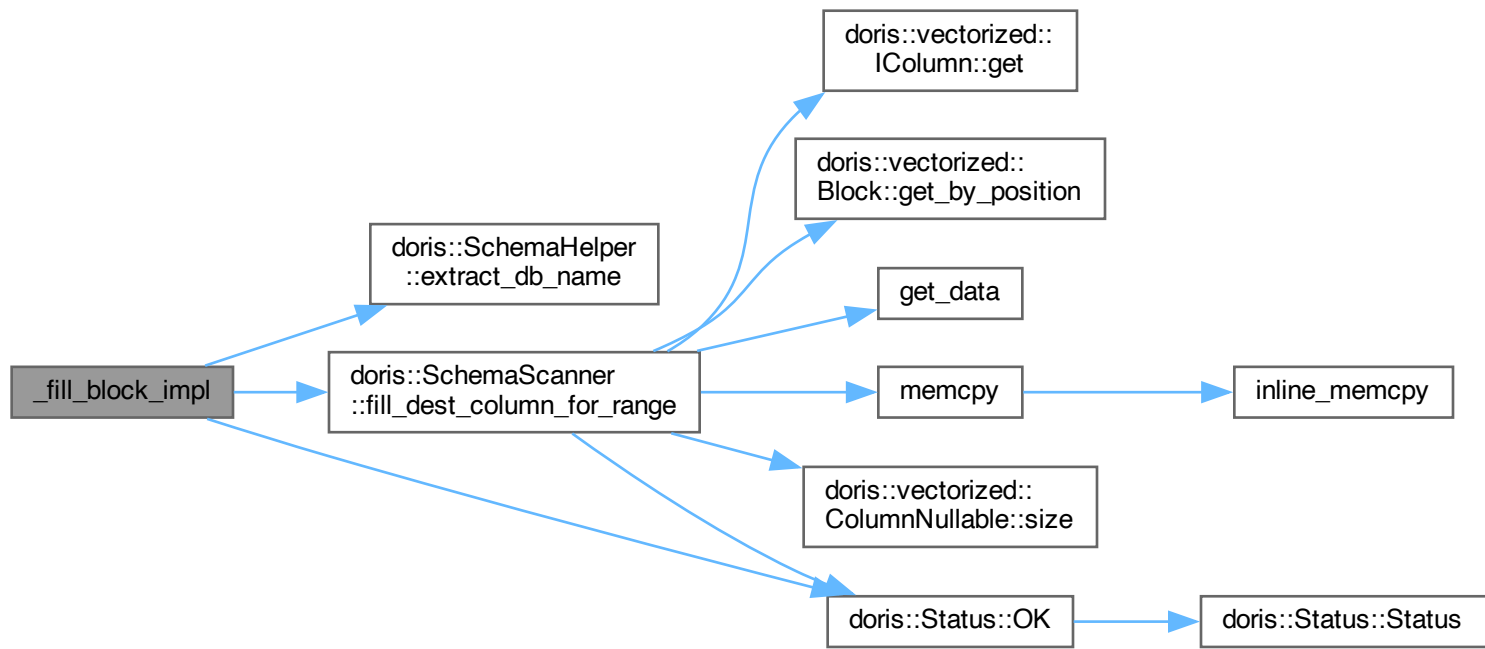 doris::vectorized::
IColumn::get
doris::vectorized::
Block::get_by_position
doris::SchemaHelper
::extract_db_name
get_data
_fill_block_impl
doris::SchemaScanner
::fill_dest_column_for_range
memcpy
inline_memcpy
doris::vectorized::
ColumnNullable::size
doris::Status::OK
doris::Status::Status